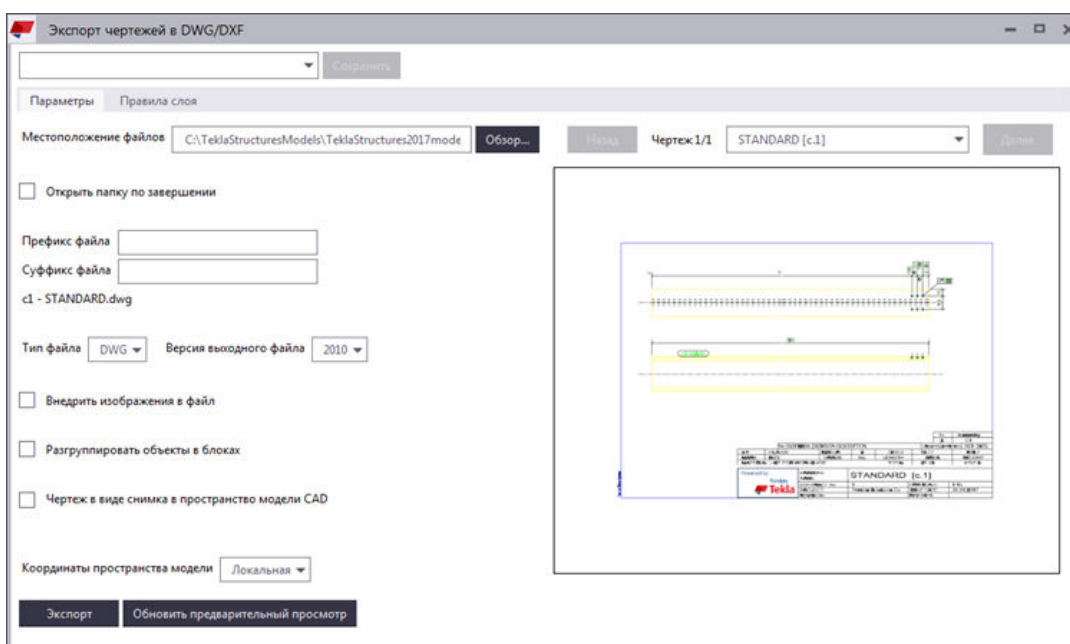 Экспорт чертежей в DWG/DXF
Сохранить
Параметры Правила слоя
Местоположение файлов C:\TeklaStructuresModels\TeklaStructures2017mode Обзор... Назад Чертеж 1/1 STANDARD [c.1] Далее
Открыть папку по завершении
Префикс файла
Суффикс файла
c1 - STANDARD.dwg
Тип файла DWG Версия выходного файла 2010
Внедрить изображения в файл
Разгруппировать объекты в блоках
Чертеж в виде снимка в пространство модели CAD
STANDARD [c.1]
Tekla
Координаты пространства модели Локальная
Экспорт Обновить предварительный просмотр